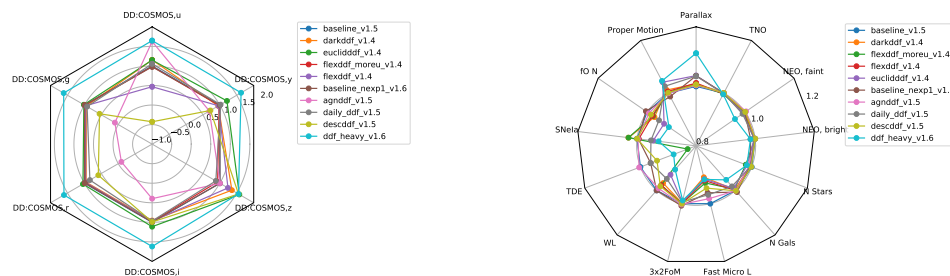 DD:COSMOS,u
DD:COSMOS,g
DD:COSMOS,y
2.0
1.5
1.0
0.5
0.0
−0.5
−1.0
DD:COSMOS,r
DD:COSMOS,z
DD:COSMOS,i
baseline_v1.5
darkddf_v1.4
euclidddf_v1.4
flexddf_moreu_v1.4
flexddf_v1.4
baseline_nexp1_v1.6
agnddf_v1.5
daily_ddf_v1.5
descddf_v1.5
ddf_heavy_v1.6
Parallax
Proper Motion
TNO
fO N
NEO, faint
1.2
1.0
0.8
SNeIa
NEO, brigh
TDE
N Stars
WL
N Gals
3x2FoM
Fast Micro L
baseline_v1.5
darkddf_v1.4
flexddf_moreu_v1.4
flexddf_v1.4
euclidddf_v1.4
baseline_nexp1_v1.
agnddf_v1.5
daily_ddf_v1.5
descddf_v1.5
ddf_heavy_v1.6